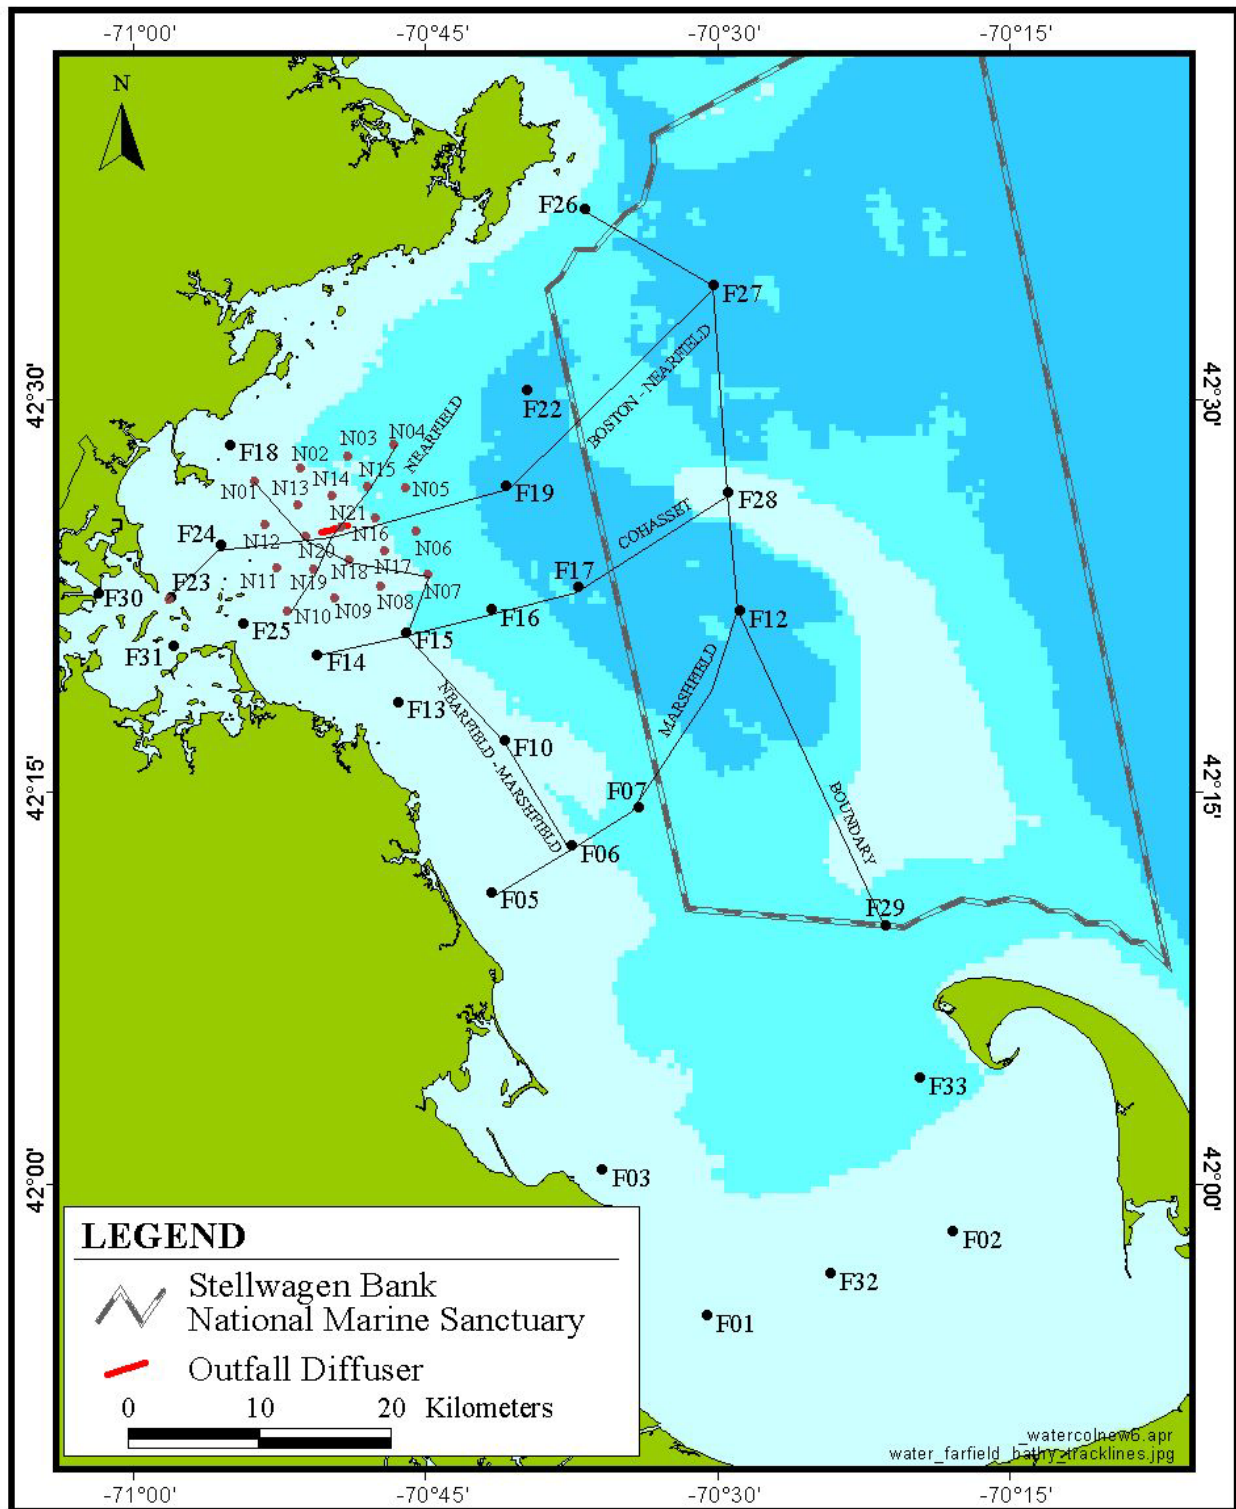 -71°00'
-70°45'
-70°30'
-70°15'
N
F26
F27
42°30'
42°30'
BOSTON - NEARFIELD
F22
NEARFIELD
N04
N03
F18
N02
N15
N05
N01
N14
N13
F19
F28
N21
COHASSET
F24
N12
N16
N06
N20
N17
N18
F23
N11
N19
N07
F17
F30
N08
N10
N09
F16
F12
F25
F15
F31
F14
MARSHFIELD
F13
NEARFIELD - MARSHFIELD
F10
42°15'
42°15'
F07
BOUNDARY
F06
F05
F29
F33
F03
42°00'
42°00'
F02
F32
F01
LEGEND
Stellwagen Bank
National Marine Sanctuary
Outfall Diffuser
0 10 20 Kilometers
_watercolnew6.apr
water_farfield_bathy_tracklines.jpg
-71°00'
-70°45'
-70°30'
-70°15'